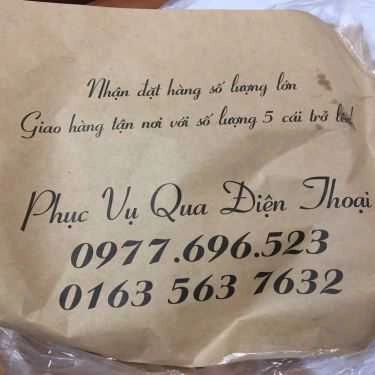 Nhận đặt hàng số lượng lớn
Giao hàng tận nơi với số lượng 5 cái trở lên
Phục Vụ Qua Điện Thoại
0977.696.523
0163 563 7632